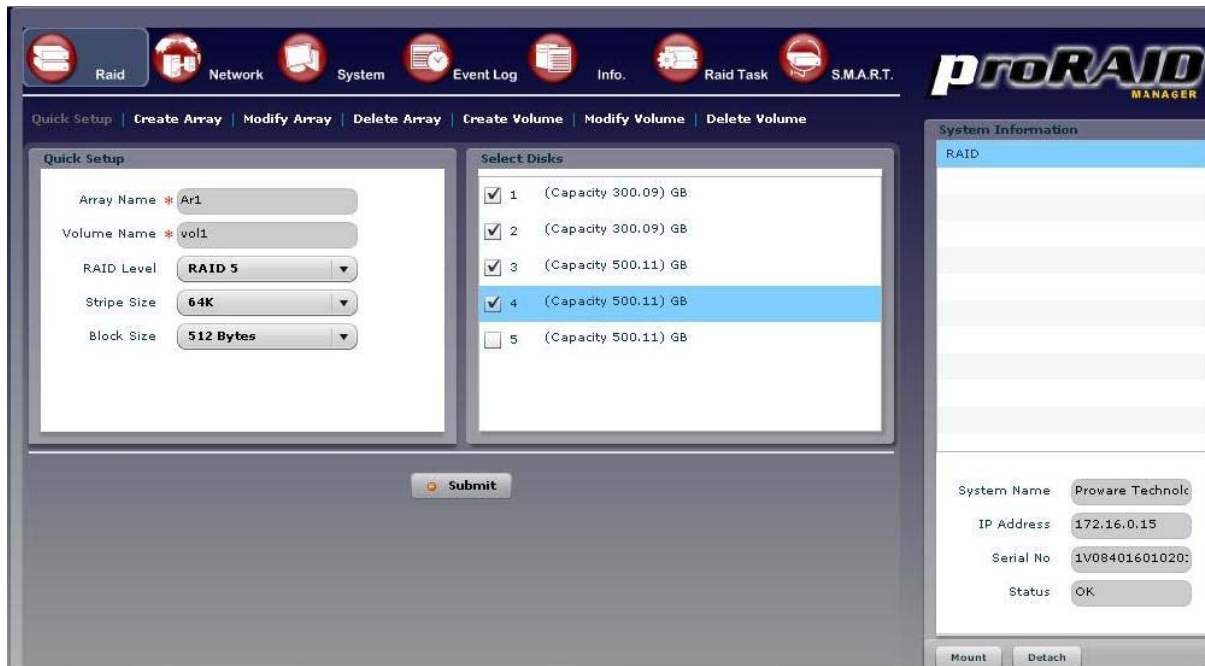 Raid
Network
System
Event Log
Info.
Raid Task
S.M.A.R.T.
proRAID
MANAGER
Quick Setup | Create Array | Modify Array | Delete Array | Create Volume | Modify Volume | Delete Volume
Quick Setup
Array Name * Ar1
Volume Name * vol1
RAID Level RAID 5
Stripe Size 64K
Block Size 512 Bytes
Select Disks
1 (Capacity 300.09) GB
2 (Capacity 300.09) GB
3 (Capacity 500.11) GB
4 (Capacity 500.11) GB
5 (Capacity 500.11) GB
Submit
System Information
RAID
System Name Proware Technolc
IP Address 172.16.0.15
Serial No 1V08401601020:
Status OK
Mount
Detach